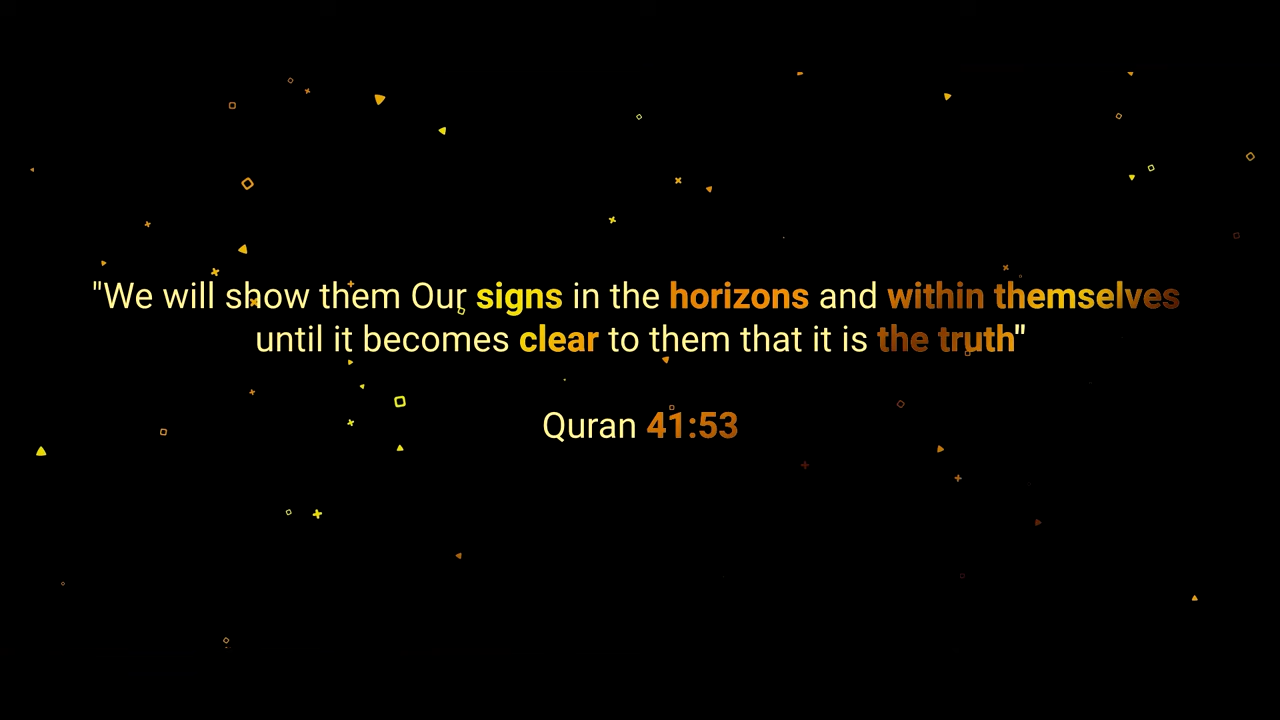 "We will show them Our signs in the horizons and within themselves
until it becomes clear to them that it is the truth"
Quran 41:53